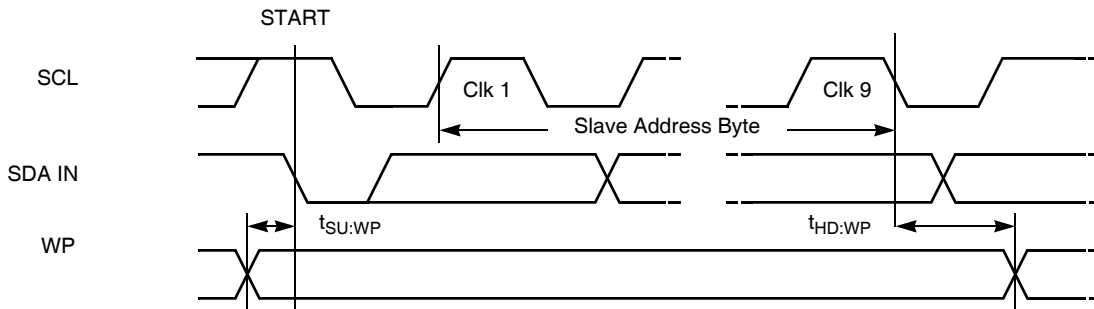 START
SCL
Clk 1
Clk 9
Slave Address Byte
SDA IN
tSU:WP
tHD:WP
WP